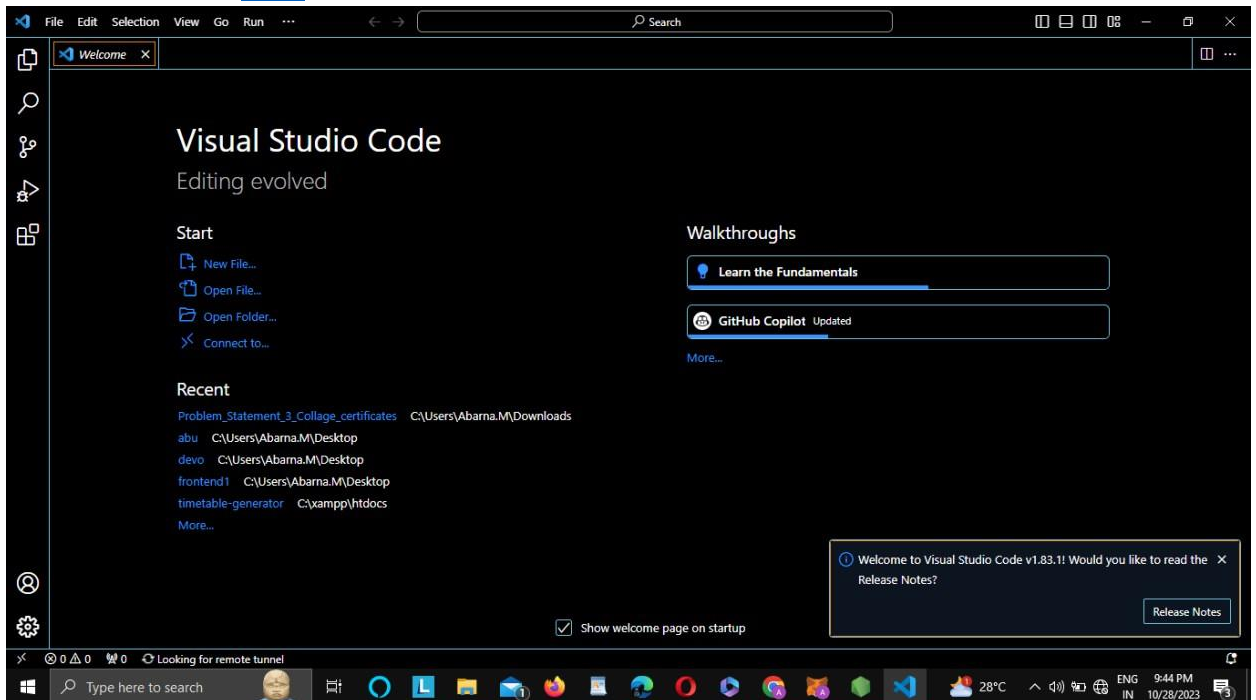 File Edit Selection View Go Run ··· Search
Welcome
Visual Studio Code
Editing evolved
Start
New File...
Open File...
Open Folder...
Connect to...
Recent
Problem_Statement_3_Collage_certificates C:\Users\Abarna.M\Downloads
abu C:\Users\Abarna.M\Desktop
devo C:\Users\Abarna.M\Desktop
frontend1 C:\Users\Abarna.M\Desktop
timetable-generator C:\xampp\htdocs
More...
Walkthroughs
Learn the Fundamentals
GitHub Copilot Updated
More...
Welcome to Visual Studio Code v1.83.1! Would you like to read the
Release Notes?
Release Notes
Show welcome page on startup
0 0 0 Looking for remote tunnel
Type here to search L 28°C ENG 9:44 PM
IN 10/28/2023 3